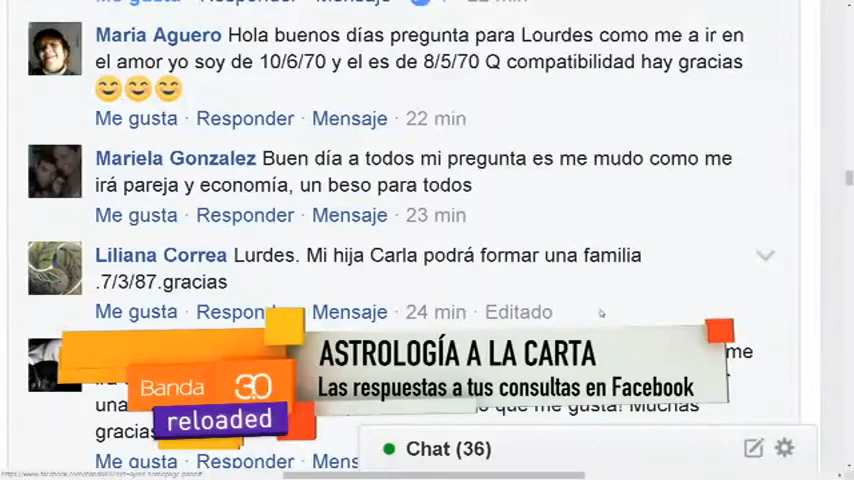 Me gusta · Responder · Mensaje · 22 min
Maria Aguero Hola buenos días pregunta para Lourdes como me a ir en
el amor yo soy de 10/6/70 y el es de 8/5/70 Q compatibilidad hay gracias
Me gusta · Responder · Mensaje · 22 min
Mariela Gonzalez Buen día a todos mi pregunta es me mudo como me
irá pareja y economía, un beso para todos
Me gusta · Responder · Mensaje · 23 min
Liliana Correa Lurdes. Mi hija Carla podrá formar una familia
.7/3/87.gracias
Me gusta · Mensaje · 24 min · Editado
ASTROLOGÍA A LA CARTA
me
Banda 3.0
Las respuestas a tus consultas en Facebook
reloaded
una que me gusta! Muchas
gracias
Chat (36)
Me gusta · Responder